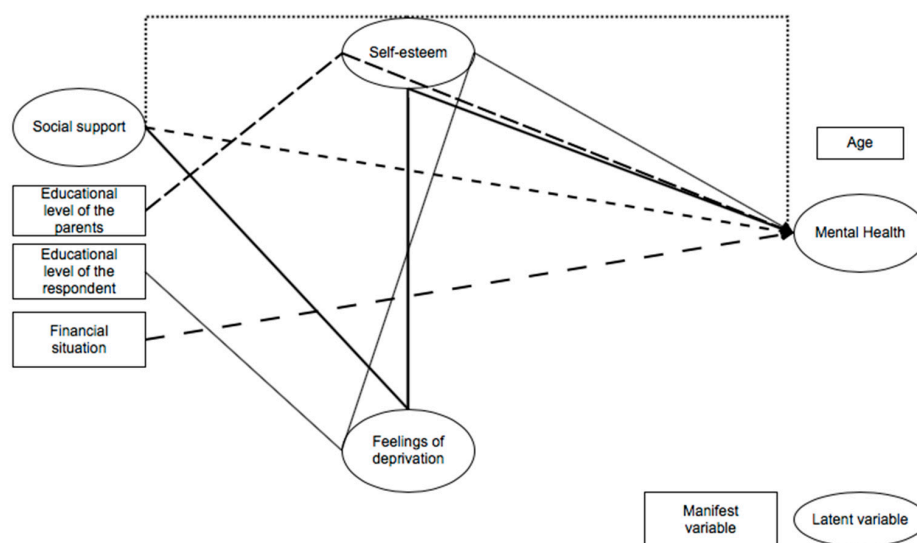 Self-esteem
Social support
Age
Educational
level of the
parents
Mental Health
Educational
level of the
respondent
Financial
situation
Feelings of
deprivation
Manifest
variable
Latent variable